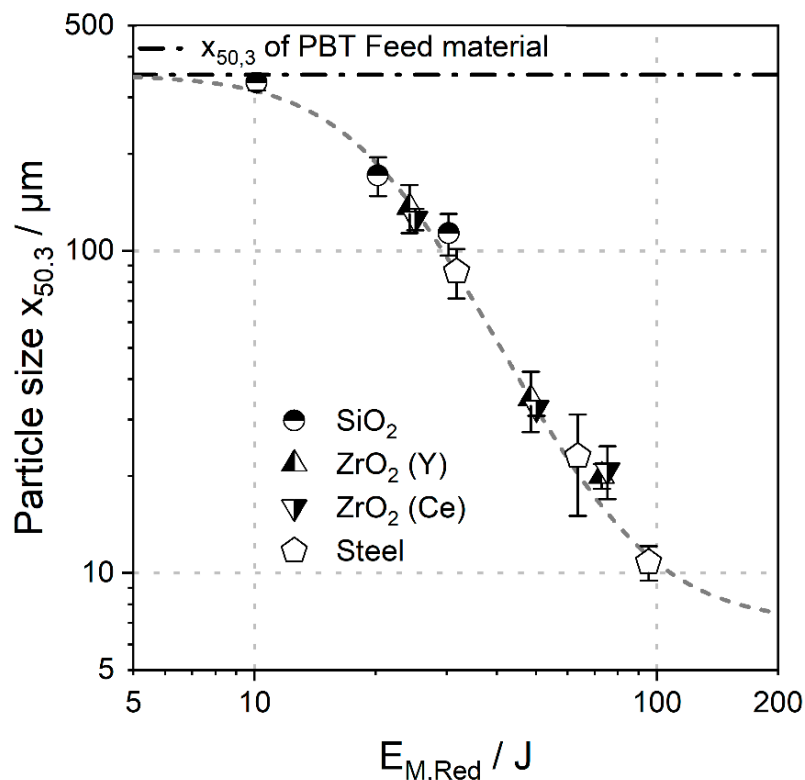 500
x50,3 of PBT Feed material
100
10
5
Particle size x50.3 / µm
SiO2
ZrO2 (Y)
ZrO2 (Ce)
Steel
5 10 100 200
EM.Red / J